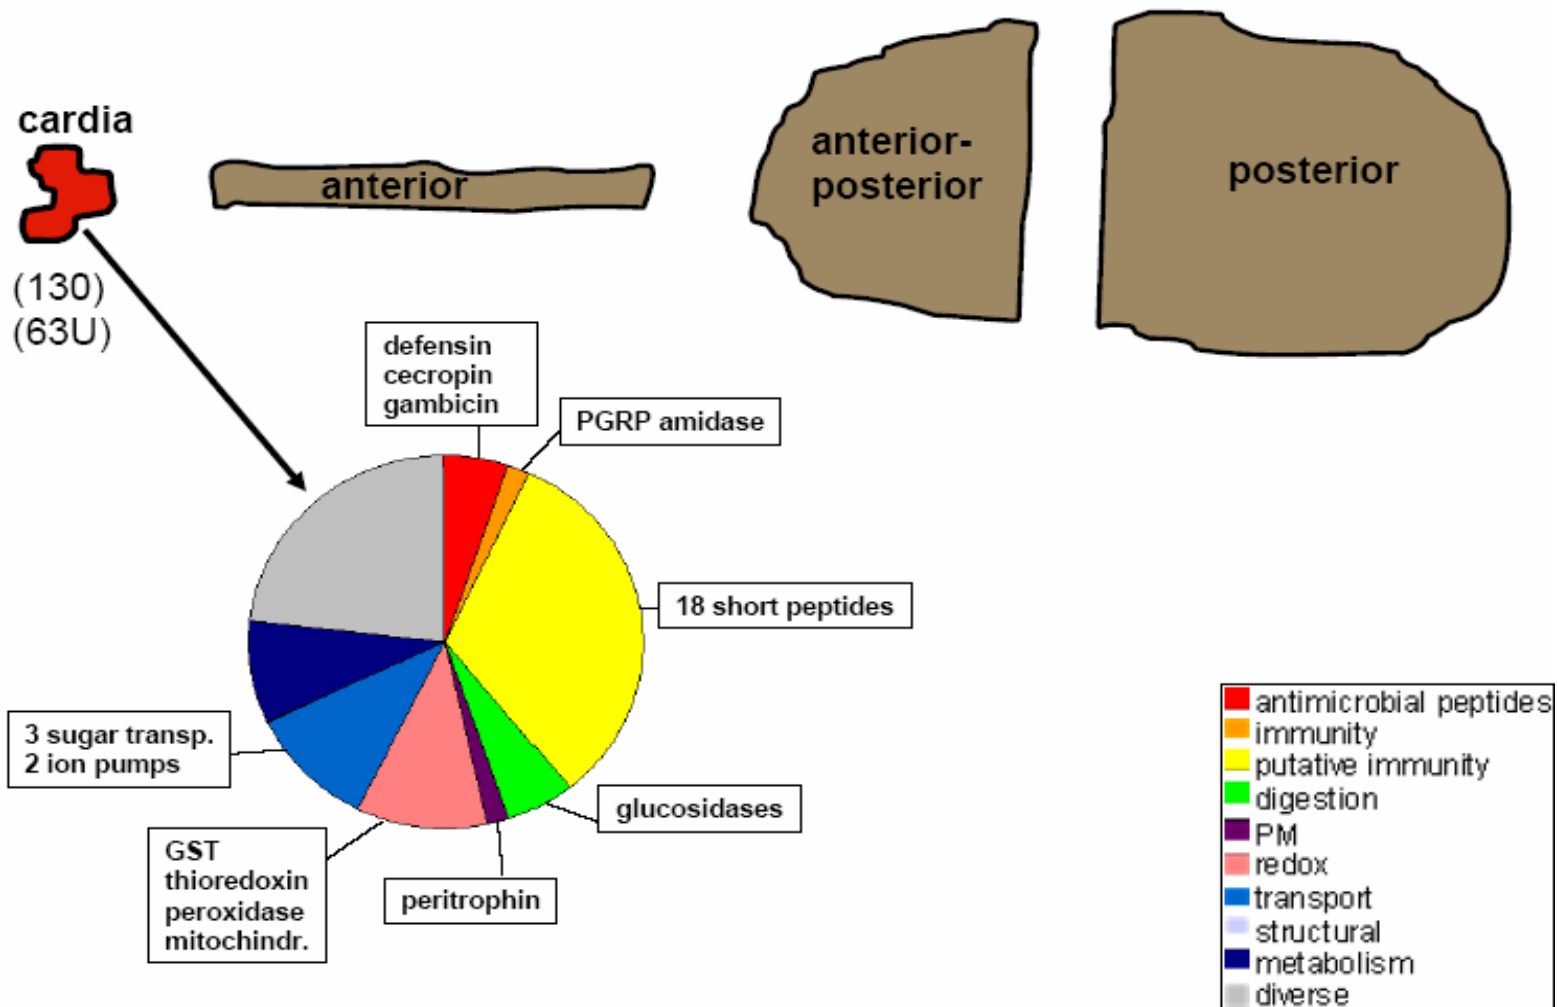 cardia
(130)
(63U)
anterior
anterior-
posterior
posterior
defensin
cecropin
gambicin
PGRP amidase
18 short peptides
glucosidases
peritrophin
GST
thioredoxin
peroxidase
mitochindr.
3 sugar transp.
2 ion pumps
antimicrobial peptides
immunity
putative immunity
digestion
PM
redox
transport
structural
metabolism
diverse